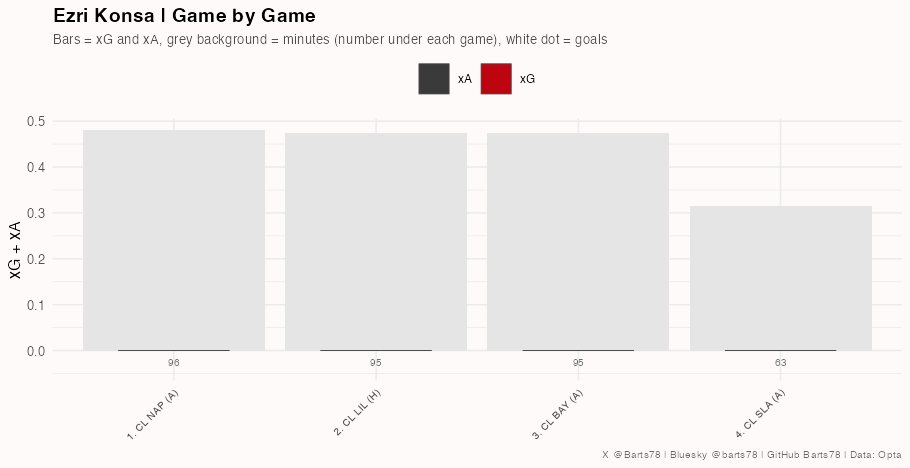 Ezri Konsa | Game by Game
Bars = xG and xA, grey background = minutes (number under each game), white dot = goals
xA
xG
xG + xA
0.5
0.4
0.3
0.2
0.1
0.0
96
95
95
63
1. CL NAP (A)
2. CL LIL (H)
3. CL BAY (A)
4. CL SLA (A)
X @Barts78 | Bluesky @barts78 | GitHub Barts78 | Data: Opta